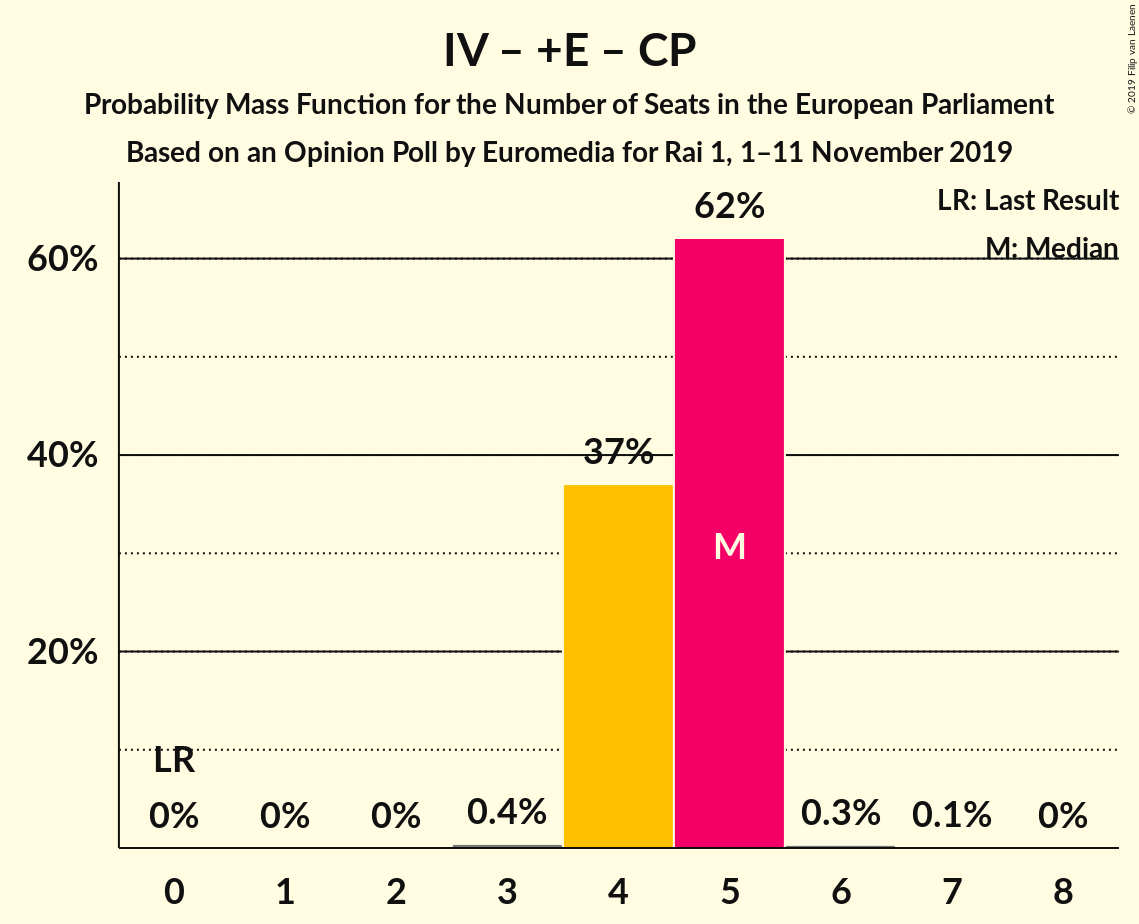 IV – +E – CP
Probability Mass Function for the Number of Seats in the European Parliament
Based on an Opinion Poll by Euromedia for Rai 1, 1–11 November 2019
© 2019 Filip van Laenen
LR: Last Result
M: Median
62%
60%
40%
37%
M
20%
LR
0% 0% 0% 0.4% 0.3% 0.1% 0%
0 1 2 3 4 5 6 7 8